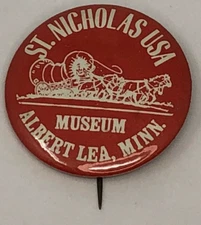 ST. NICHOLAS USA
MUSEUM
ALBERT LEA, MINN.